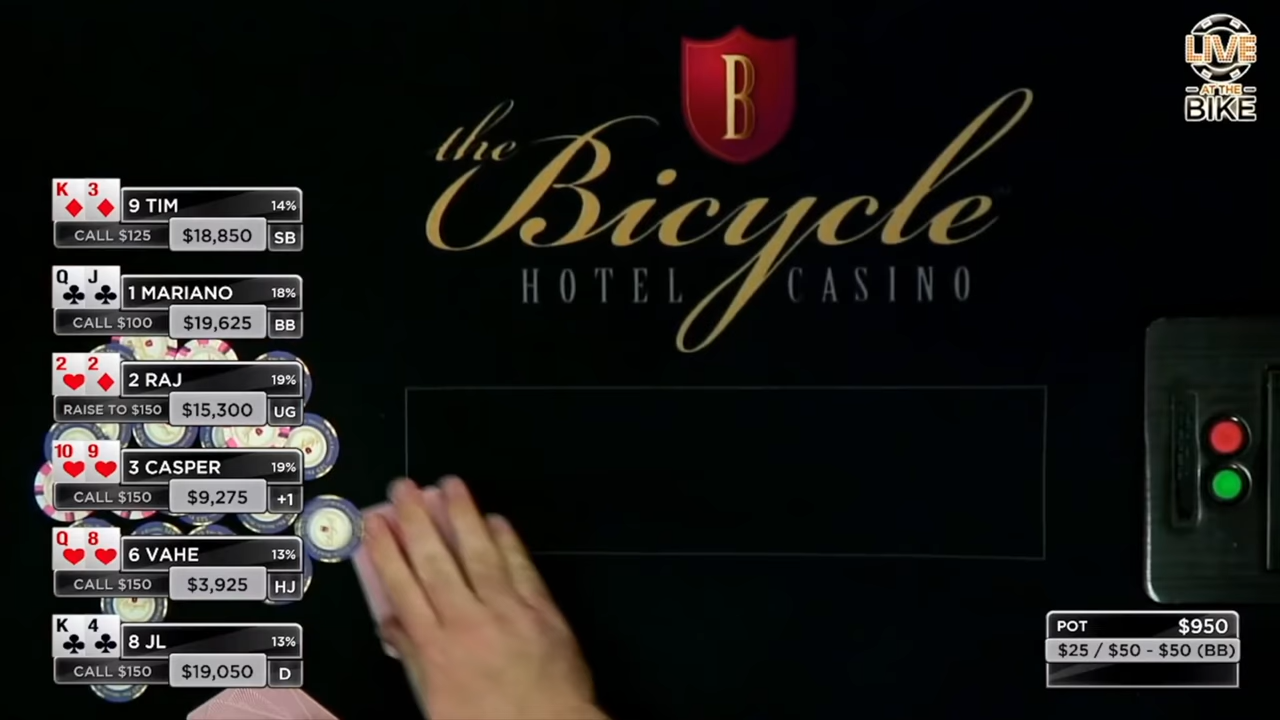 B
the Bicycle
HOTEL CASINO
LIVE
AT THE
BIKE
K 3
9 TIM 14%
CALL $125 $18,850 SB
Q J
1 MARIANO 18%
CALL $100 $19,625 BB
2 2
2 RAJ 19%
RAISE TO $150 $15,300 UG
10 9
3 CASPER 19%
CALL $150 $9,275 +1
Q 8
6 VAHE 13%
CALL $150 $3,925 HJ
K 4
8 JL 13%
CALL $150 $19,050 D
POT $950
$25 / $50 - $50 (BB)